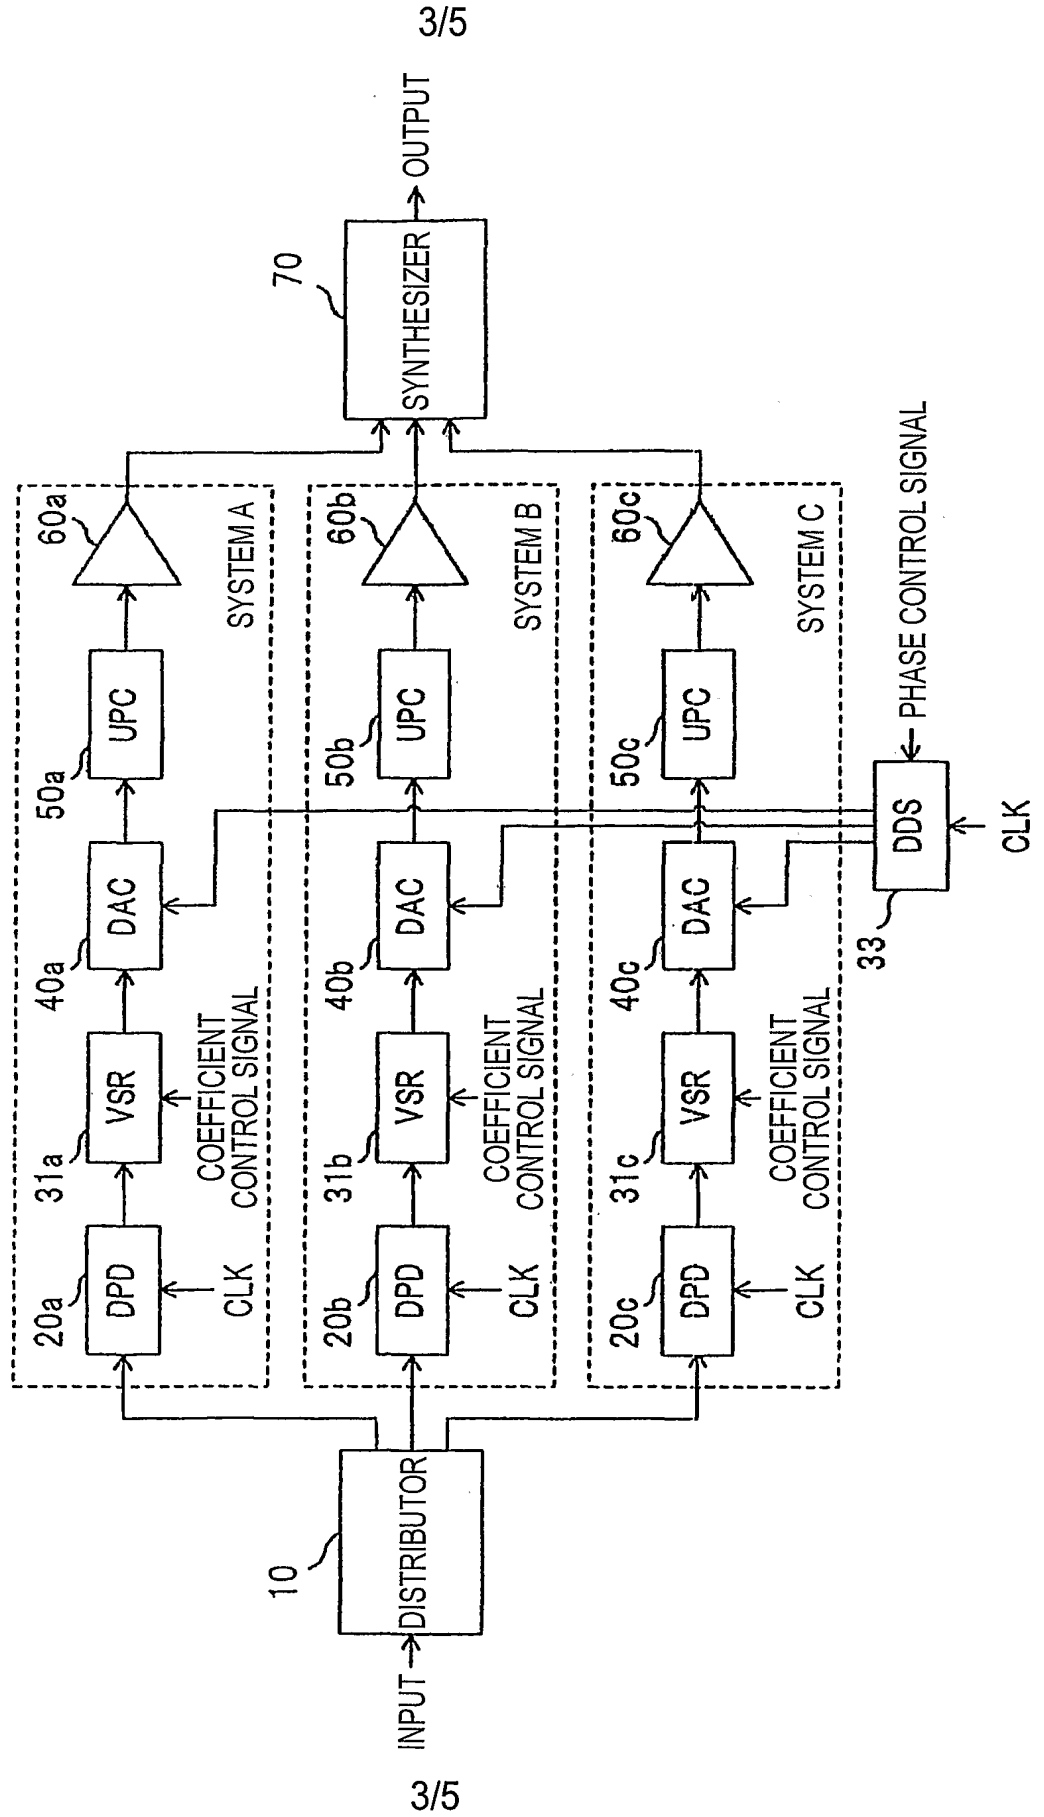 3/5
INPUT
10
DISTRIBUTOR
20a
DPD
CLK
31a
VSR
COEFFICIENT
CONTROL SIGNAL
40a
DAC
50a
UPC
60a
SYSTEM A
20b
DPD
CLK
31b
VSR
COEFFICIENT
CONTROL SIGNAL
40b
DAC
50b
UPC
60b
SYSTEM B
20c
DPD
CLK
31c
VSR
COEFFICIENT
CONTROL SIGNAL
40c
DAC
50c
UPC
60c
SYSTEM C
33
DDS
CLK
PHASE CONTROL SIGNAL
70
SYNTHESIZER
OUTPUT
3/5